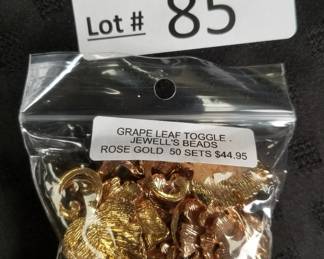 Lot # 85
GRAPE LEAF TOGGLE -
JEWELL'S BEADS
ROSE GOLD 50 SETS $44.95